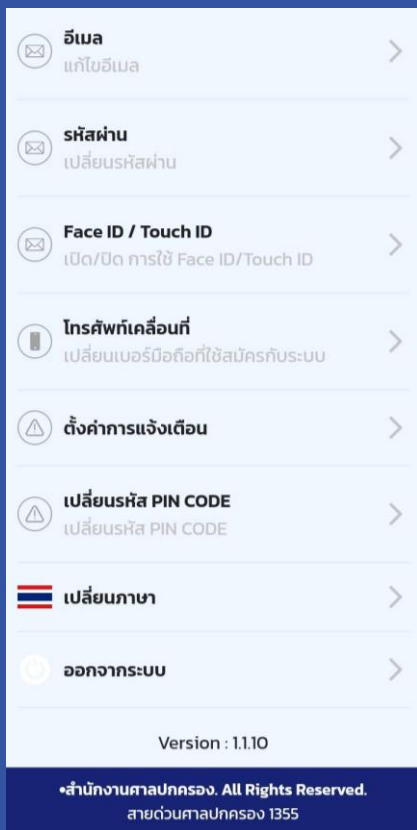 อีเมล
แก้ไขอีเมล
รหัสผ่าน
เปลี่ยนรหัสผ่าน
Face ID / Touch ID
เปิด/ปิด การใช้ Face ID/Touch ID
โทรศัพท์เคลื่อนที่
เปลี่ยนเบอร์มือถือที่ใช้สมัครกับระบบ
ตั้งค่าการแจ้งเตือน
เปลี่ยนรหัส PIN CODE
เปลี่ยนรหัส PIN CODE
เปลี่ยนภาษา
ออกจากระบบ
Version : 1.1.10
•สำนักงานศาลปกครอง. All Rights Reserved.
สายด่วนศาลปกครอง 1355